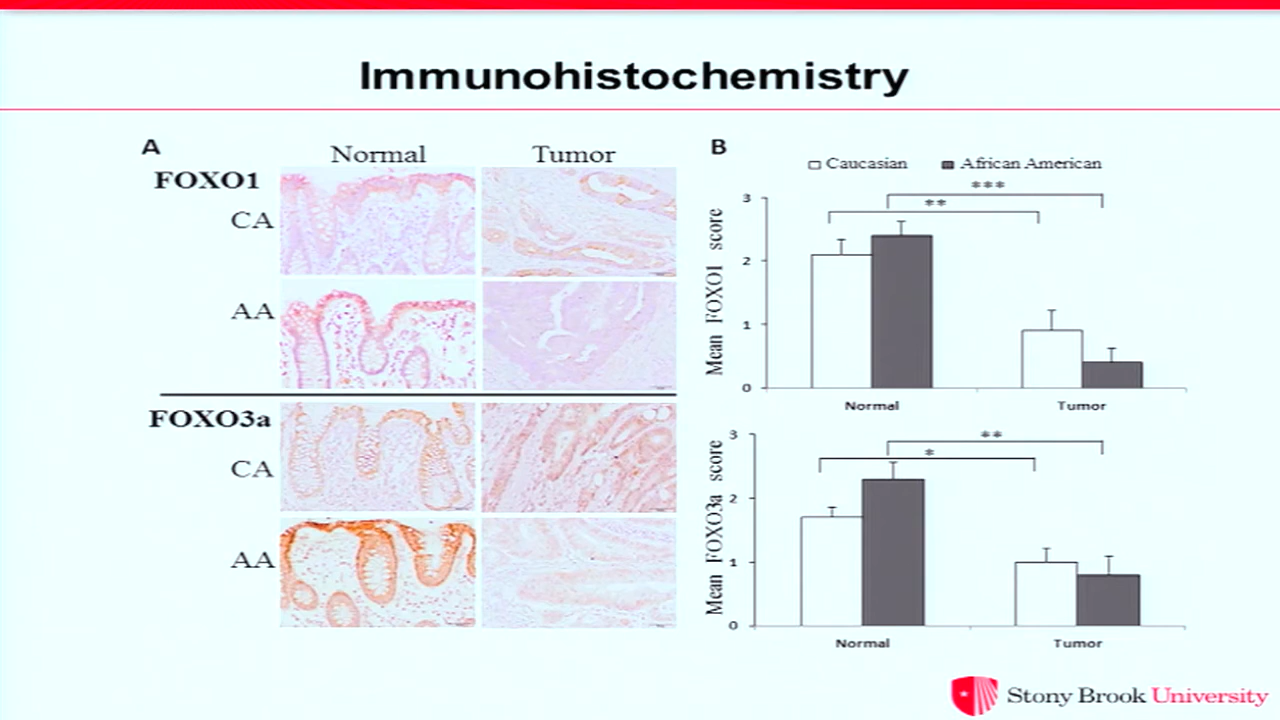 Immunohistochemistry
A
Normal
Tumor
FOXO1
CA
AA
FOXO3a
CA
AA
B
Caucasian
African American
***
**
Mean FOXO1 score
3
2
1
0
Normal
Tumor
**
*
Mean FOXO3a score
3
2
1
0
Normal
Tumor
Stony Brook University